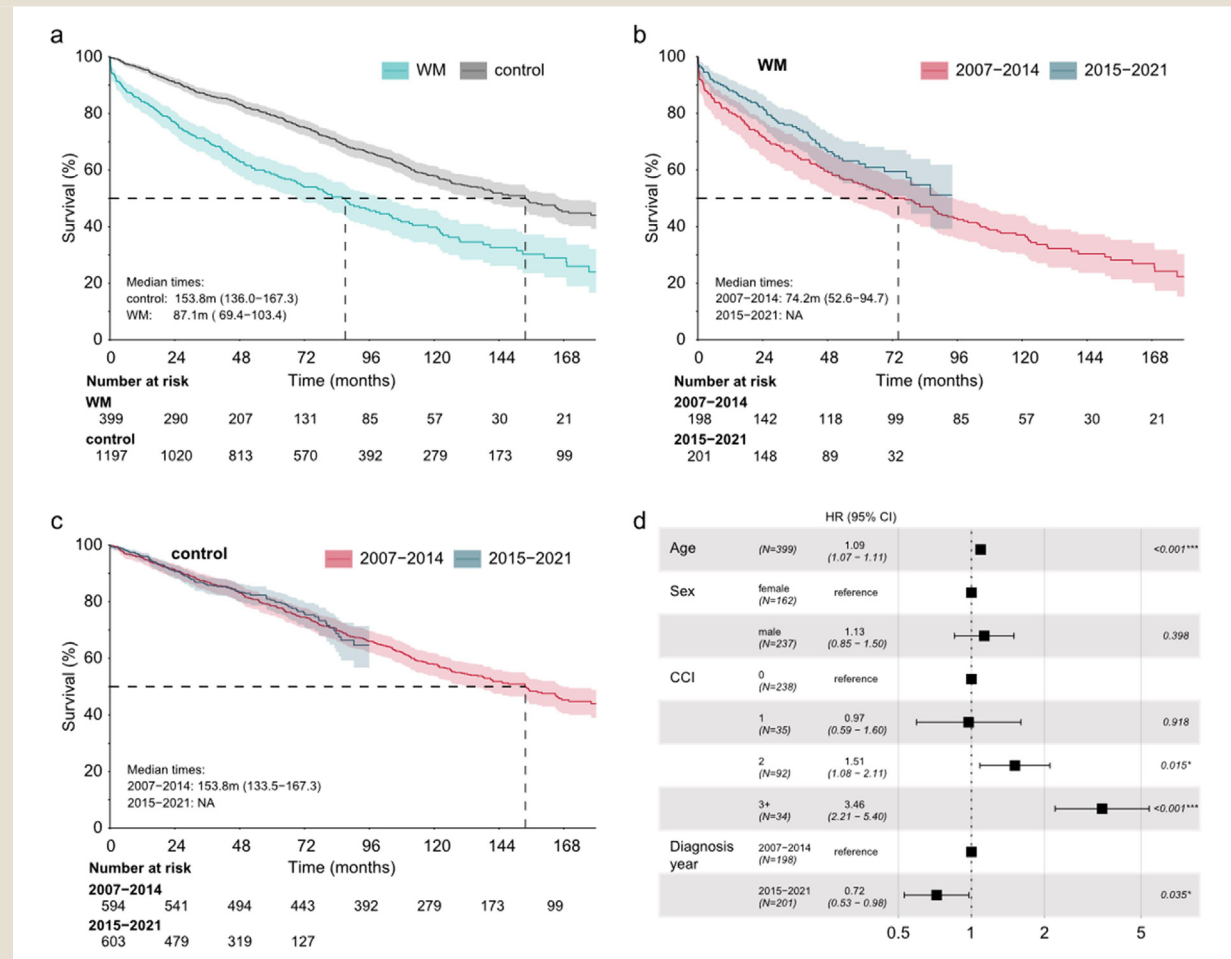 a
100
80
60
40
20
0
Survival (%)
WM
control
Median times:
control: 153.8m (136.0−167.3)
WM: 87.1m ( 69.4−103.4)
0 24 48 72 96 120 144 168
Number at risk
Time (months)
WM
399 290 207 131 85 57 30 21
control
1197 1020 813 570 392 279 173 99
b
WM
2007−2014
2015−2021
100
80
60
40
20
0
Survival (%)
Median times:
2007−2014: 74.2m (52.6−94.7)
2015−2021: NA
0 24 48 72 96 120 144 168
Number at risk
Time (months)
2007−2014
198 142 118 99 85 57 30 21
2015−2021
201 148 89 32
c
control
2007−2014
2015−2021
100
80
60
40
20
0
Survival (%)
Median times:
2007−2014: 153.8m (133.5−167.3)
2015−2021: NA
0 24 48 72 96 120 144 168
Number at risk
Time (months)
2007−2014
594 541 494 443 392 279 173 99
2015−2021
603 479 319 127
d
HR (95% CI)
Age (N=399) 1.09 (1.07 − 1.11) <0.001***
Sex female (N=162) reference
male (N=237) 1.13 (0.85 − 1.50) 0.398
CCI 0 (N=238) reference
1 (N=35) 0.97 (0.59 − 1.60) 0.918
2 (N=92) 1.51 (1.08 − 2.11) 0.015*
3+ (N=34) 3.46 (2.21 − 5.40) <0.001***
Diagnosis year 2007−2014 (N=198) reference
2015−2021 (N=201) 0.72 (0.53 − 0.98) 0.035*
0.5 1 2 5